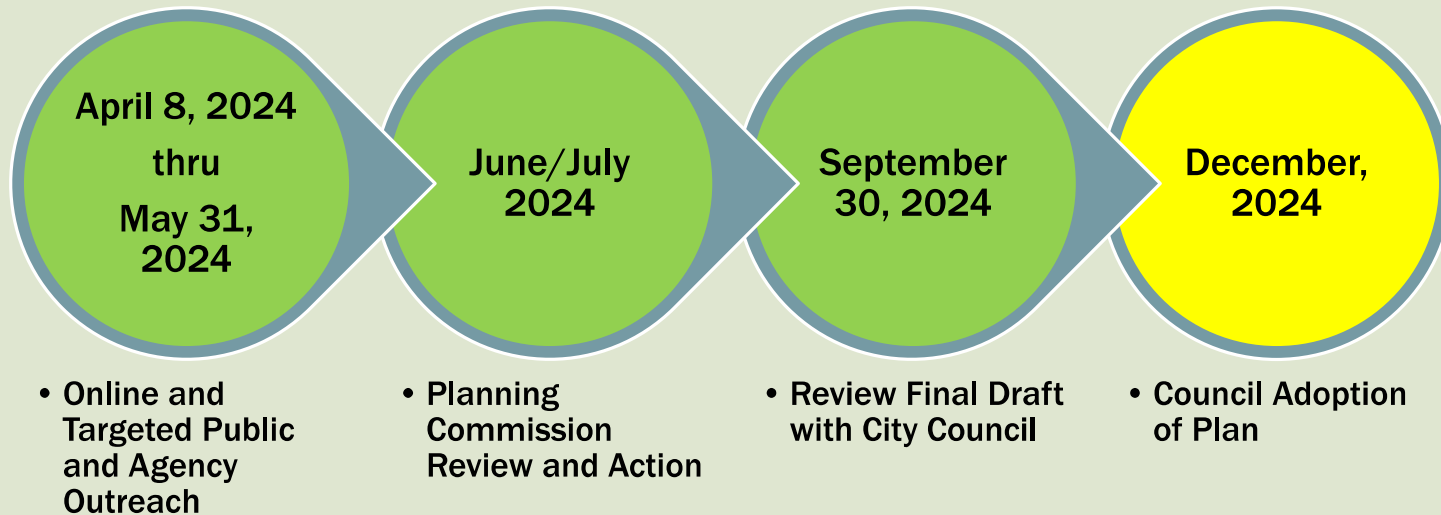 April 8, 2024
thru
May 31,
2024
• Online and
Targeted Public
and Agency
Outreach
June/July
2024
• Planning
Commission
Review and Action
September
30, 2024
• Review Final Draft
with City Council
December,
2024
• Council Adoption
of Plan